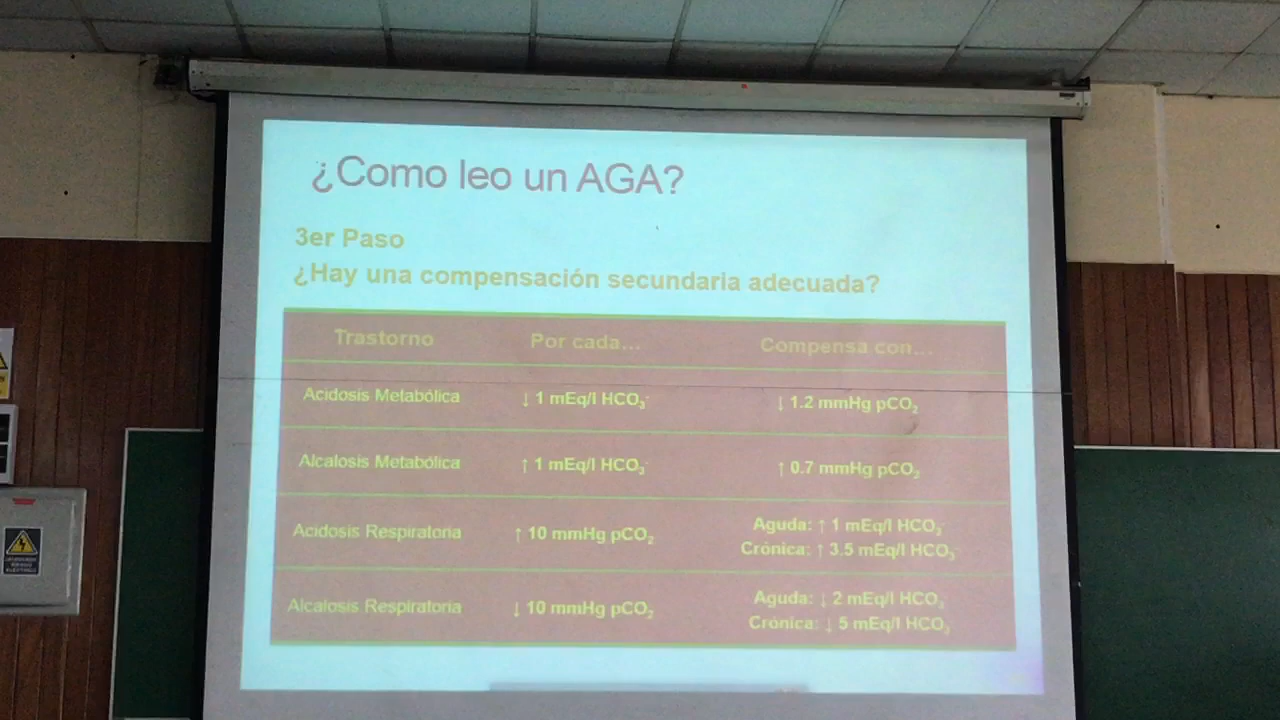 ¿Como leo un AGA?
3er Paso
¿Hay una compensación secundaria adecuada?
Trastorno Por cada... Compensa con...
Acidosis Metabólica ↓ 1 mEq/l HCO₃⁻ ↓ 1.2 mmHg pCO₂
Alcalosis Metabólica ↑ 1 mEq/l HCO₃⁻ ↑ 0.7 mmHg pCO₂
Acidosis Respiratoria ↑ 10 mmHg pCO₂ Aguda: ↑ 1 mEq/l HCO₃⁻
Crónica: ↑ 3.5 mEq/l HCO₃⁻
Alcalosis Respiratoria ↓ 10 mmHg pCO₂ Aguda: ↓ 2 mEq/l HCO₃
Crónica: ↓ 5 mEq/l HCO₃